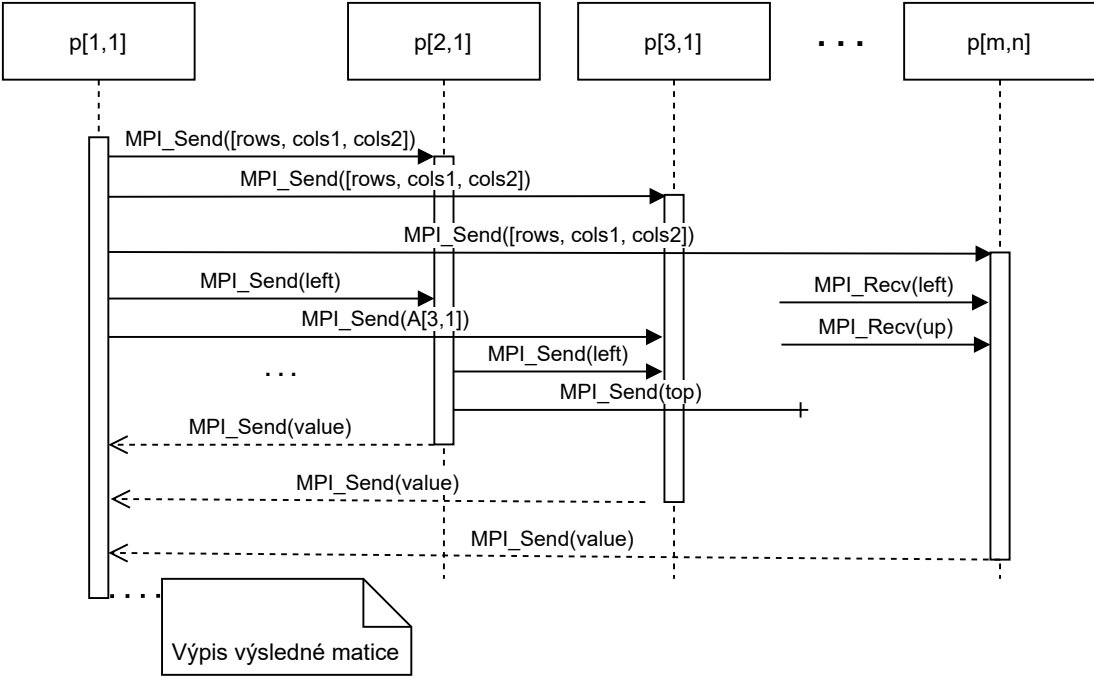 p[1,1]
p[2,1]
p[3,1]
. . .
p[m,n]
MPI_Send([rows, cols1, cols2])
MPI_Send([rows, cols1, cols2])
MPI_Send([rows, cols1, cols2])
MPI_Send(left)
MPI_Recv(left)
MPI_Send(A[3,1])
MPI_Recv(up)
MPI_Send(left)
. . .
MPI_Send(top)
MPI_Send(value)
MPI_Send(value)
MPI_Send(value)
Výpis výsledné matice